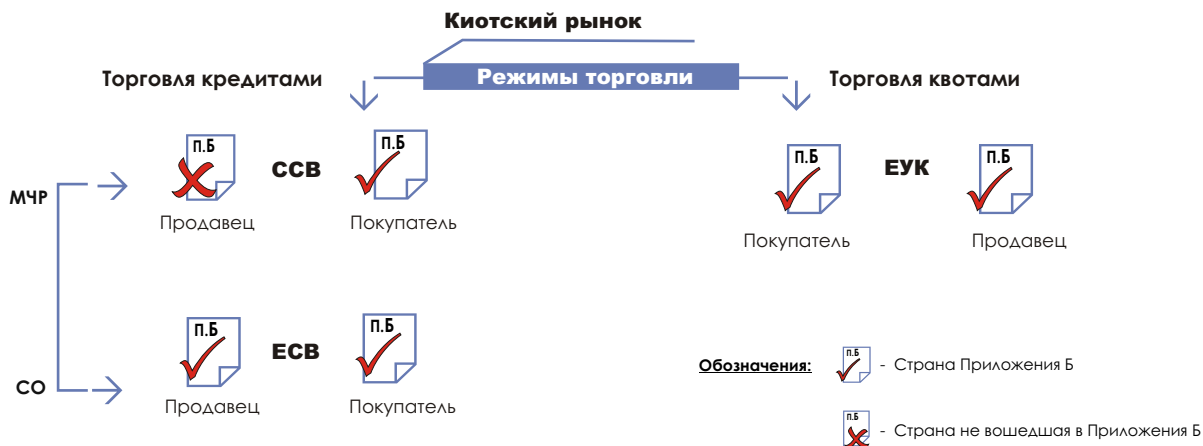 Киотский рынок
Торговля кредитами
Режимы торговли
Торговля квотами
П.Б
ССВ
П.Б
П.Б
ЕУК
П.Б
МЧР
Продавец
Покупатель
Покупатель
Продавец
П.Б
ЕСВ
П.Б
Обозначения:
П.Б
- Страна Приложения Б
СО
Продавец
Покупатель
П.Б
- Страна не вошедшая в Приложения Б